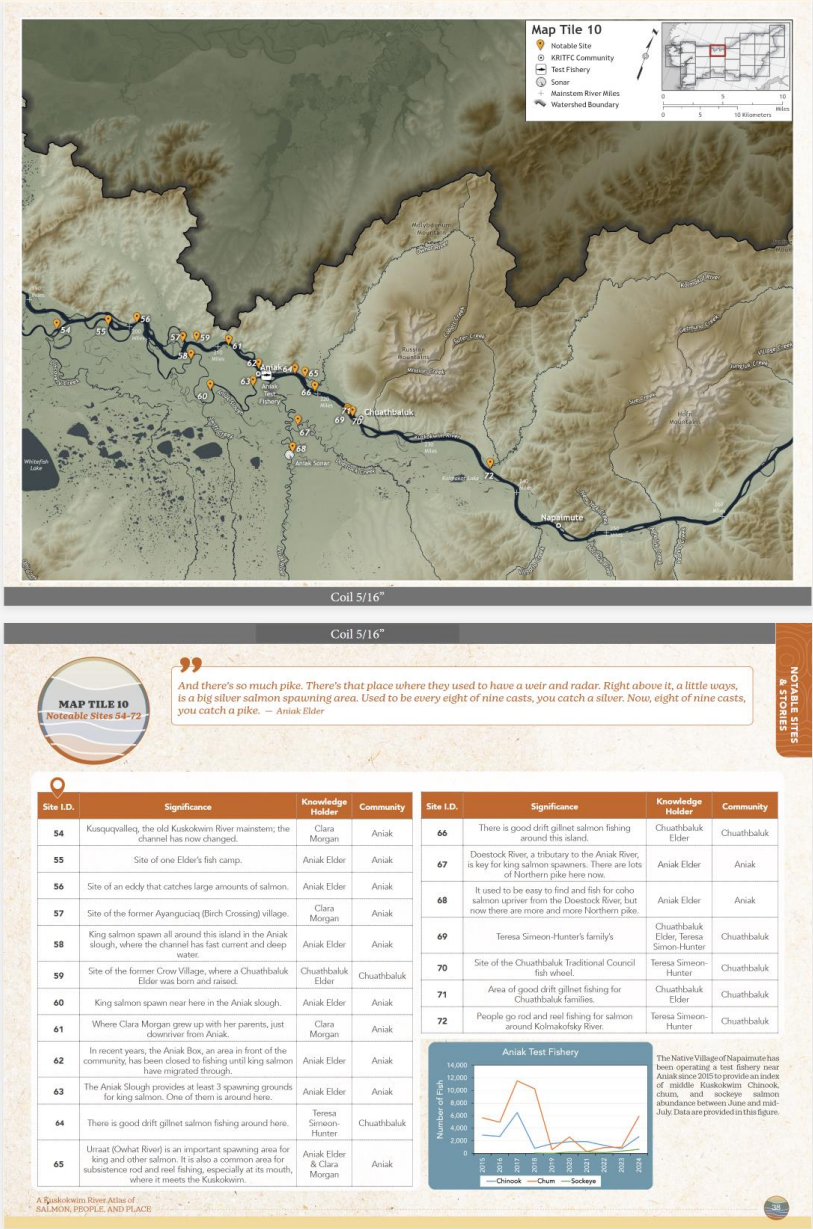 Map Tile 10
Notable Site
KRITFC Community
Test Fishery
Sonar
Mainstem River Miles
Watershed Boundary
0 5 10
Miles
0 5 10 Kilometers
Russian
Mountains
Horn
Mountains
Whitefish
Lake
54
55
56
57
58
59
60
61
62
63
64
65
66
67
68
69
70
71
72
Aniak
Aniak
Test
Fishery
Aniak Sonar
Chuathbaluk
Kuskokwim River
Napaimute
Coil 5/16”
Coil 5/16”
NOTABLE SITES
& STORIES
MAP TILE 10
Noteable Sites 54-72
And there's so much pike. There's that place where they used to have a weir and radar. Right above it, a little ways,
is a big silver salmon spawning area. Used to be every eight of nine casts, you catch a silver. Now, eight of nine casts,
you catch a pike. — Aniak Elder
Site I.D. Significance Knowledge Holder Community
54 Kusquqvalleq, the old Kuskokwim River mainstem; the channel has now changed. Clara Morgan Aniak
55 Site of one Elder's fish camp. Aniak Elder Aniak
56 Site of an eddy that catches large amounts of salmon. Aniak Elder Aniak
57 Site of the former Ayanguciaq (Birch Crossing) village. Clara Morgan Aniak
58 King salmon spawn all around this island in the Aniak slough, where the channel has fast current and deep water. Aniak Elder Aniak
59 Site of the former Crow Village, where a Chuathbaluk Elder was born and raised. Chuathbaluk Elder Chuathbaluk
60 King salmon spawn near here in the Aniak slough. Aniak Elder Aniak
61 Where Clara Morgan grew up with her parents, just downriver from Aniak. Clara Morgan Aniak
62 In recent years, the Aniak Box, an area in front of the community, has been closed to fishing until king salmon have migrated through. Aniak Elder Aniak
63 The Aniak Slough provides at least 3 spawning grounds for king salmon. One of them is around here. Aniak Elder Aniak
64 There is good drift gillnet salmon fishing around here. Teresa Simeon-Hunter Chuathbaluk
65 Urraat (Owhat River) is an important spawning area for king and other salmon. It is also a common area for subsistence rod and reel fishing, especially at its mouth, where it meets the Kuskokwim. Aniak Elder & Clara Morgan Aniak
Site I.D. Significance Knowledge Holder Community
66 There is good drift gillnet salmon fishing around this island. Chuathbaluk Elder Chuathbaluk
67 Doestock River, a tributary to the Aniak River, is key for king salmon spawners. There are lots of Northern pike here now. Aniak Elder Aniak
68 It used to be easy to find and fish for coho salmon upriver from the Doestock River, but now there are more and more Northern pike. Aniak Elder Aniak
69 Teresa Simeon-Hunter's family's Chuathbaluk Elder, Teresa Simon-Hunter Chuathbaluk
70 Site of the Chuathbaluk Traditional Council fish wheel. Teresa Simeon-Hunter Chuathbaluk
71 Area of good drift gillnet fishing for Chuathbaluk families. Chuathbaluk Elder Chuathbaluk
72 People go rod and reel fishing for salmon around Kolmakofsky River. Teresa Simeon-Hunter Chuathbaluk
Aniak Test Fishery
Number of Fish
14,000
12,000
10,000
8,000
6,000
4,000
2,000
0
2015 2016 2017 2018 2019 2020 2021 2022 2023 2024
Chinook Chum Sockeye
The Native Village of Napaimute has
been operating a test fishery near
Aniak since 2015 to provide an index
of middle Kuskokwim Chinook,
chum, and sockeye salmon
abundance between June and mid-
July. Data are provided in this figure.
A Kuskokwim River Atlas of
SALMON, PEOPLE, AND PLACE
38